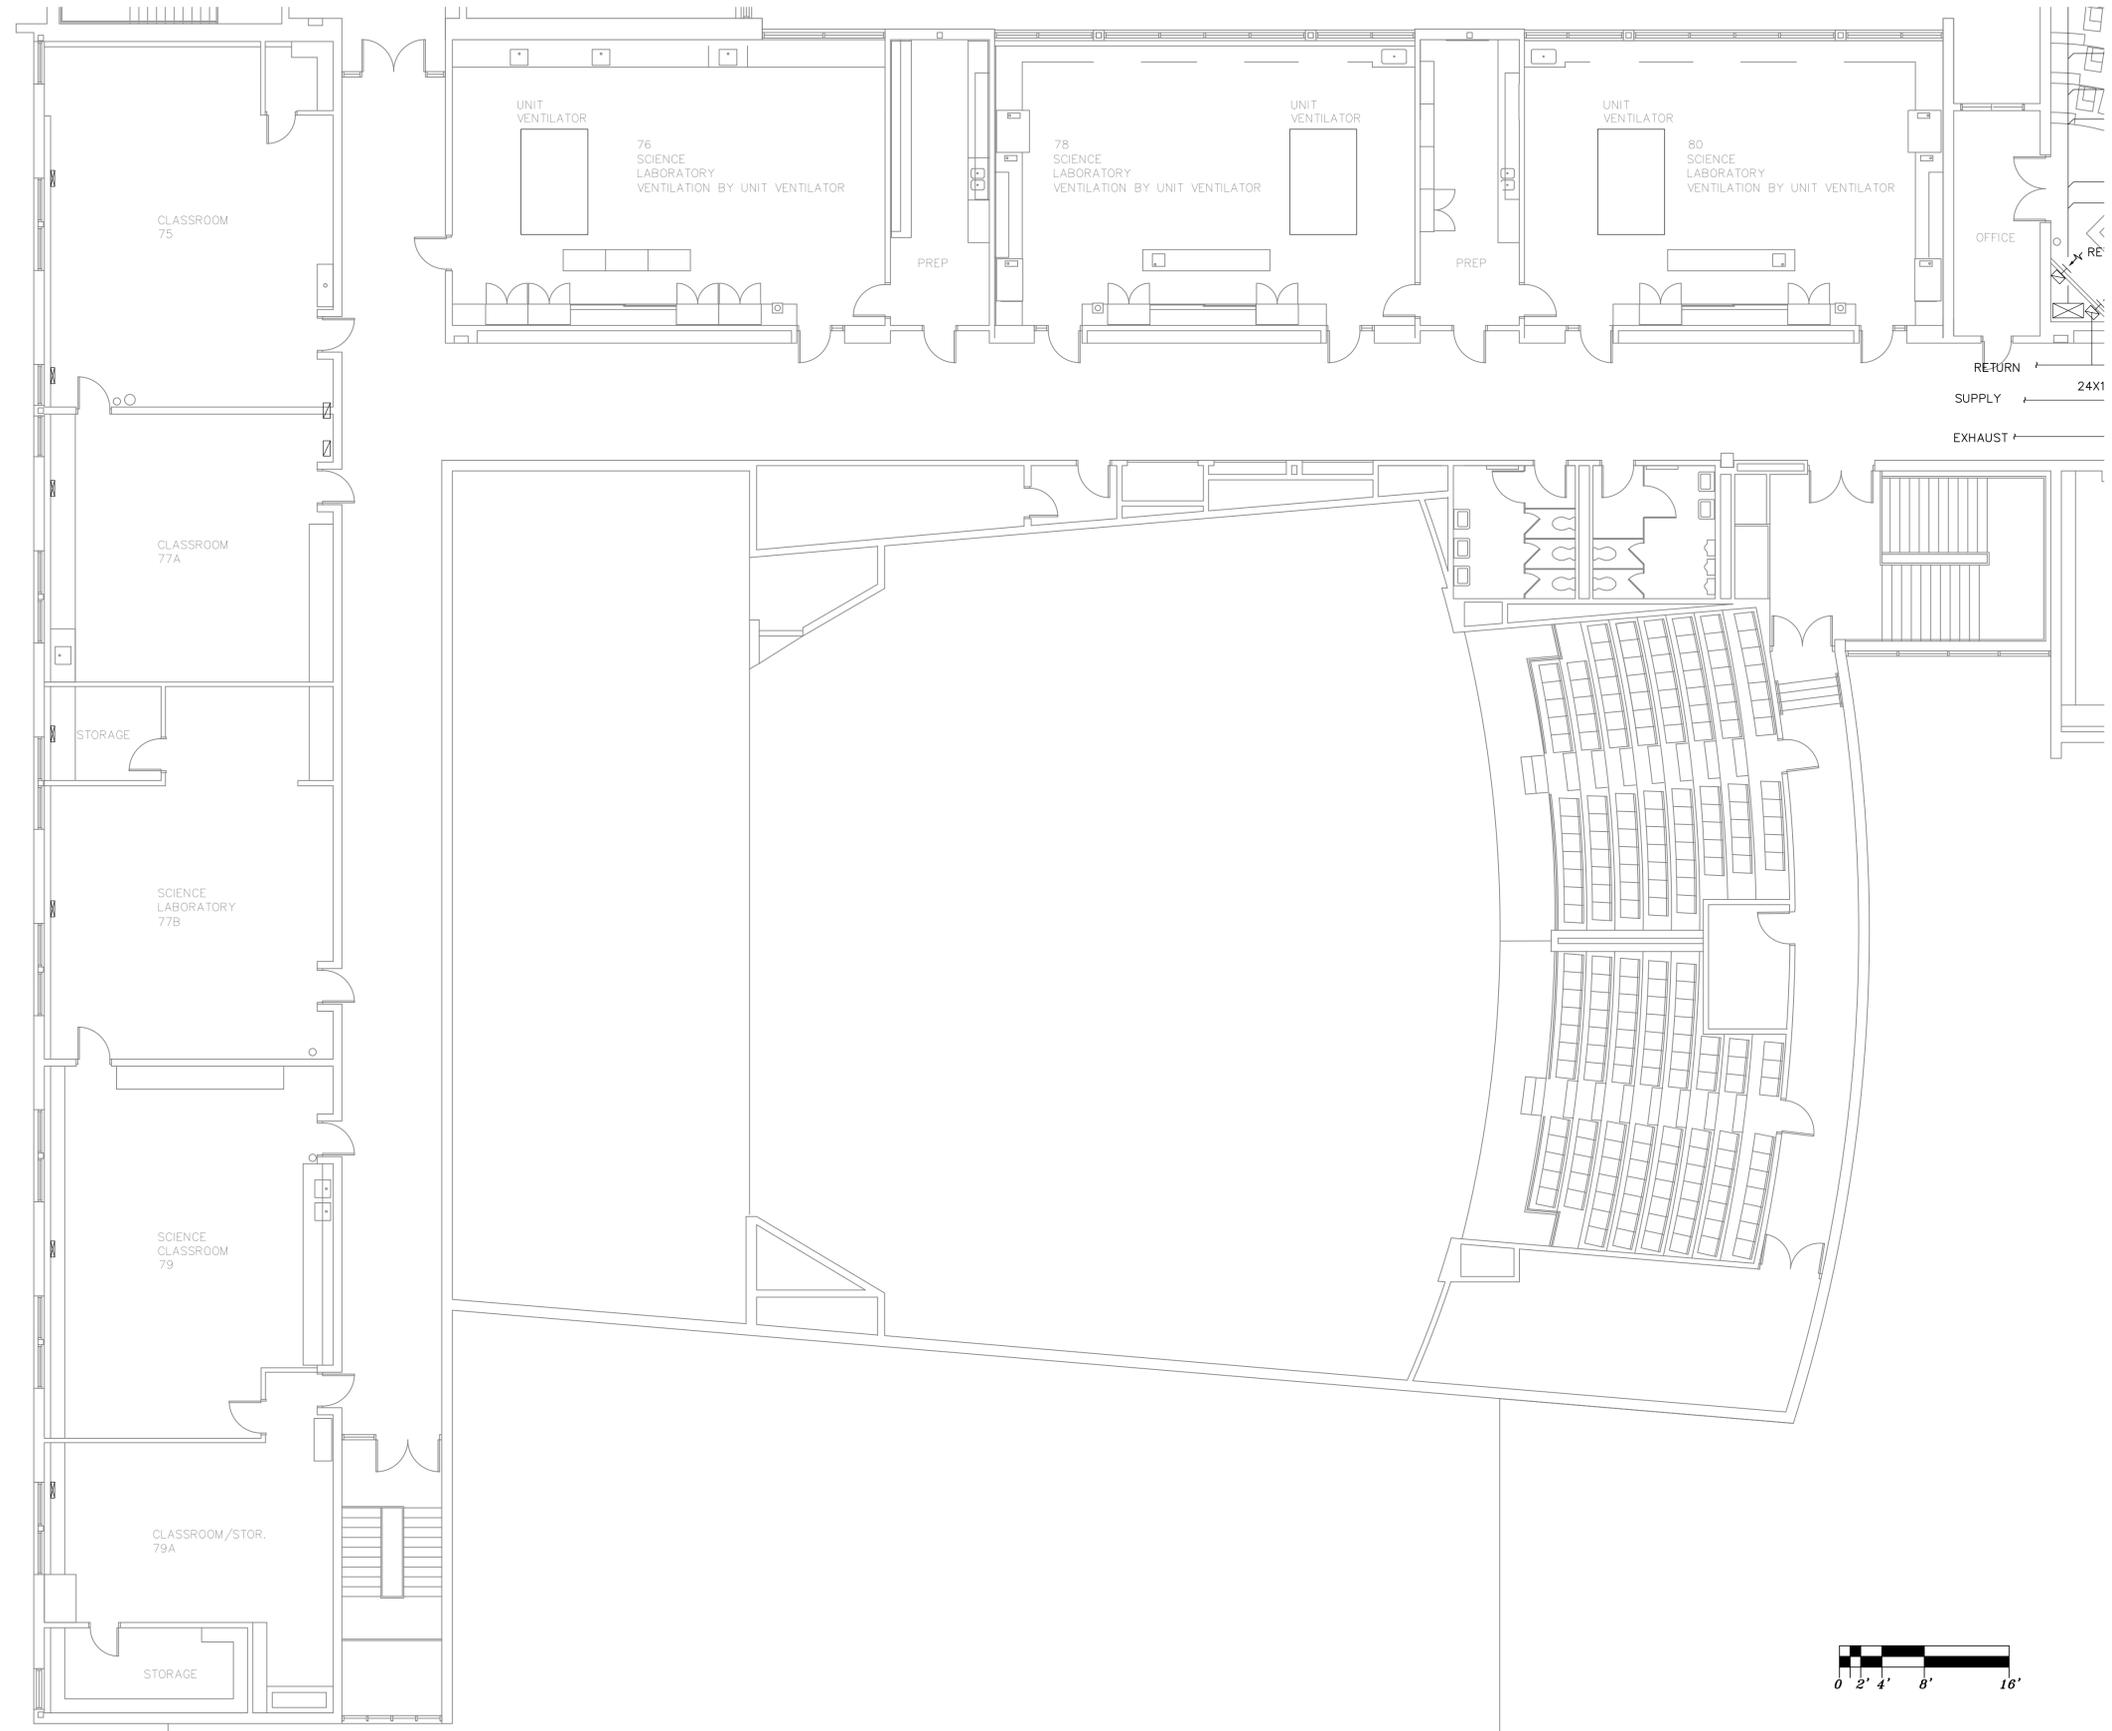 UNIT
VENTILATOR
76
SCIENCE
LABORATORY
VENTILATION BY UNIT VENTILATOR
UNIT
VENTILATOR
78
SCIENCE
LABORATORY
VENTILATION BY UNIT VENTILATOR
UNIT
VENTILATOR
80
SCIENCE
LABORATORY
VENTILATION BY UNIT VENTILATOR
CLASSROOM
75
PREP
PREP
OFFICE
RE
RETURN
24X1
SUPPLY
EXHAUST
CLASSROOM
77A
STORAGE
SCIENCE
LABORATORY
77B
SCIENCE
CLASSROOM
79
CLASSROOM/STOR.
79A
STORAGE
0 2' 4' 8' 16'